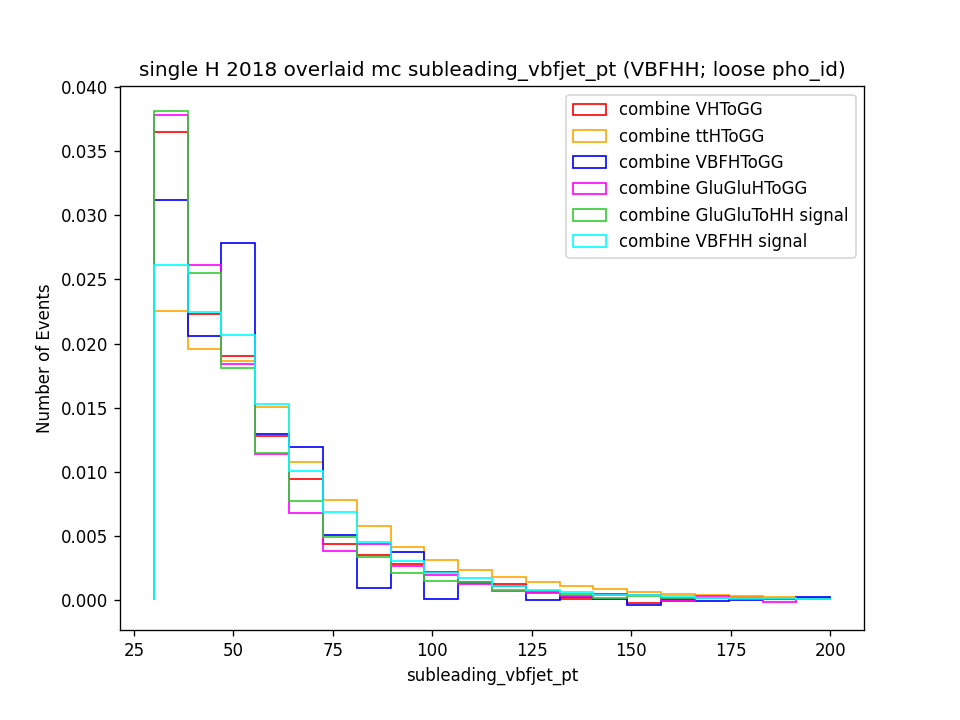 single H 2018 overlaid mc subleading_vbfjet_pt (VBFHH; loose pho_id)
0.040
0.035
0.030
0.025
0.020
0.015
0.010
0.005
0.000
Number of Events
combine VHToGG
combine ttHToGG
combine VBFHToGG
combine GluGluHToGG
combine GluGluToHH signal
combine VBFHH signal
25 50 75 100 125 150 175 200
subleading_vbfjet_pt